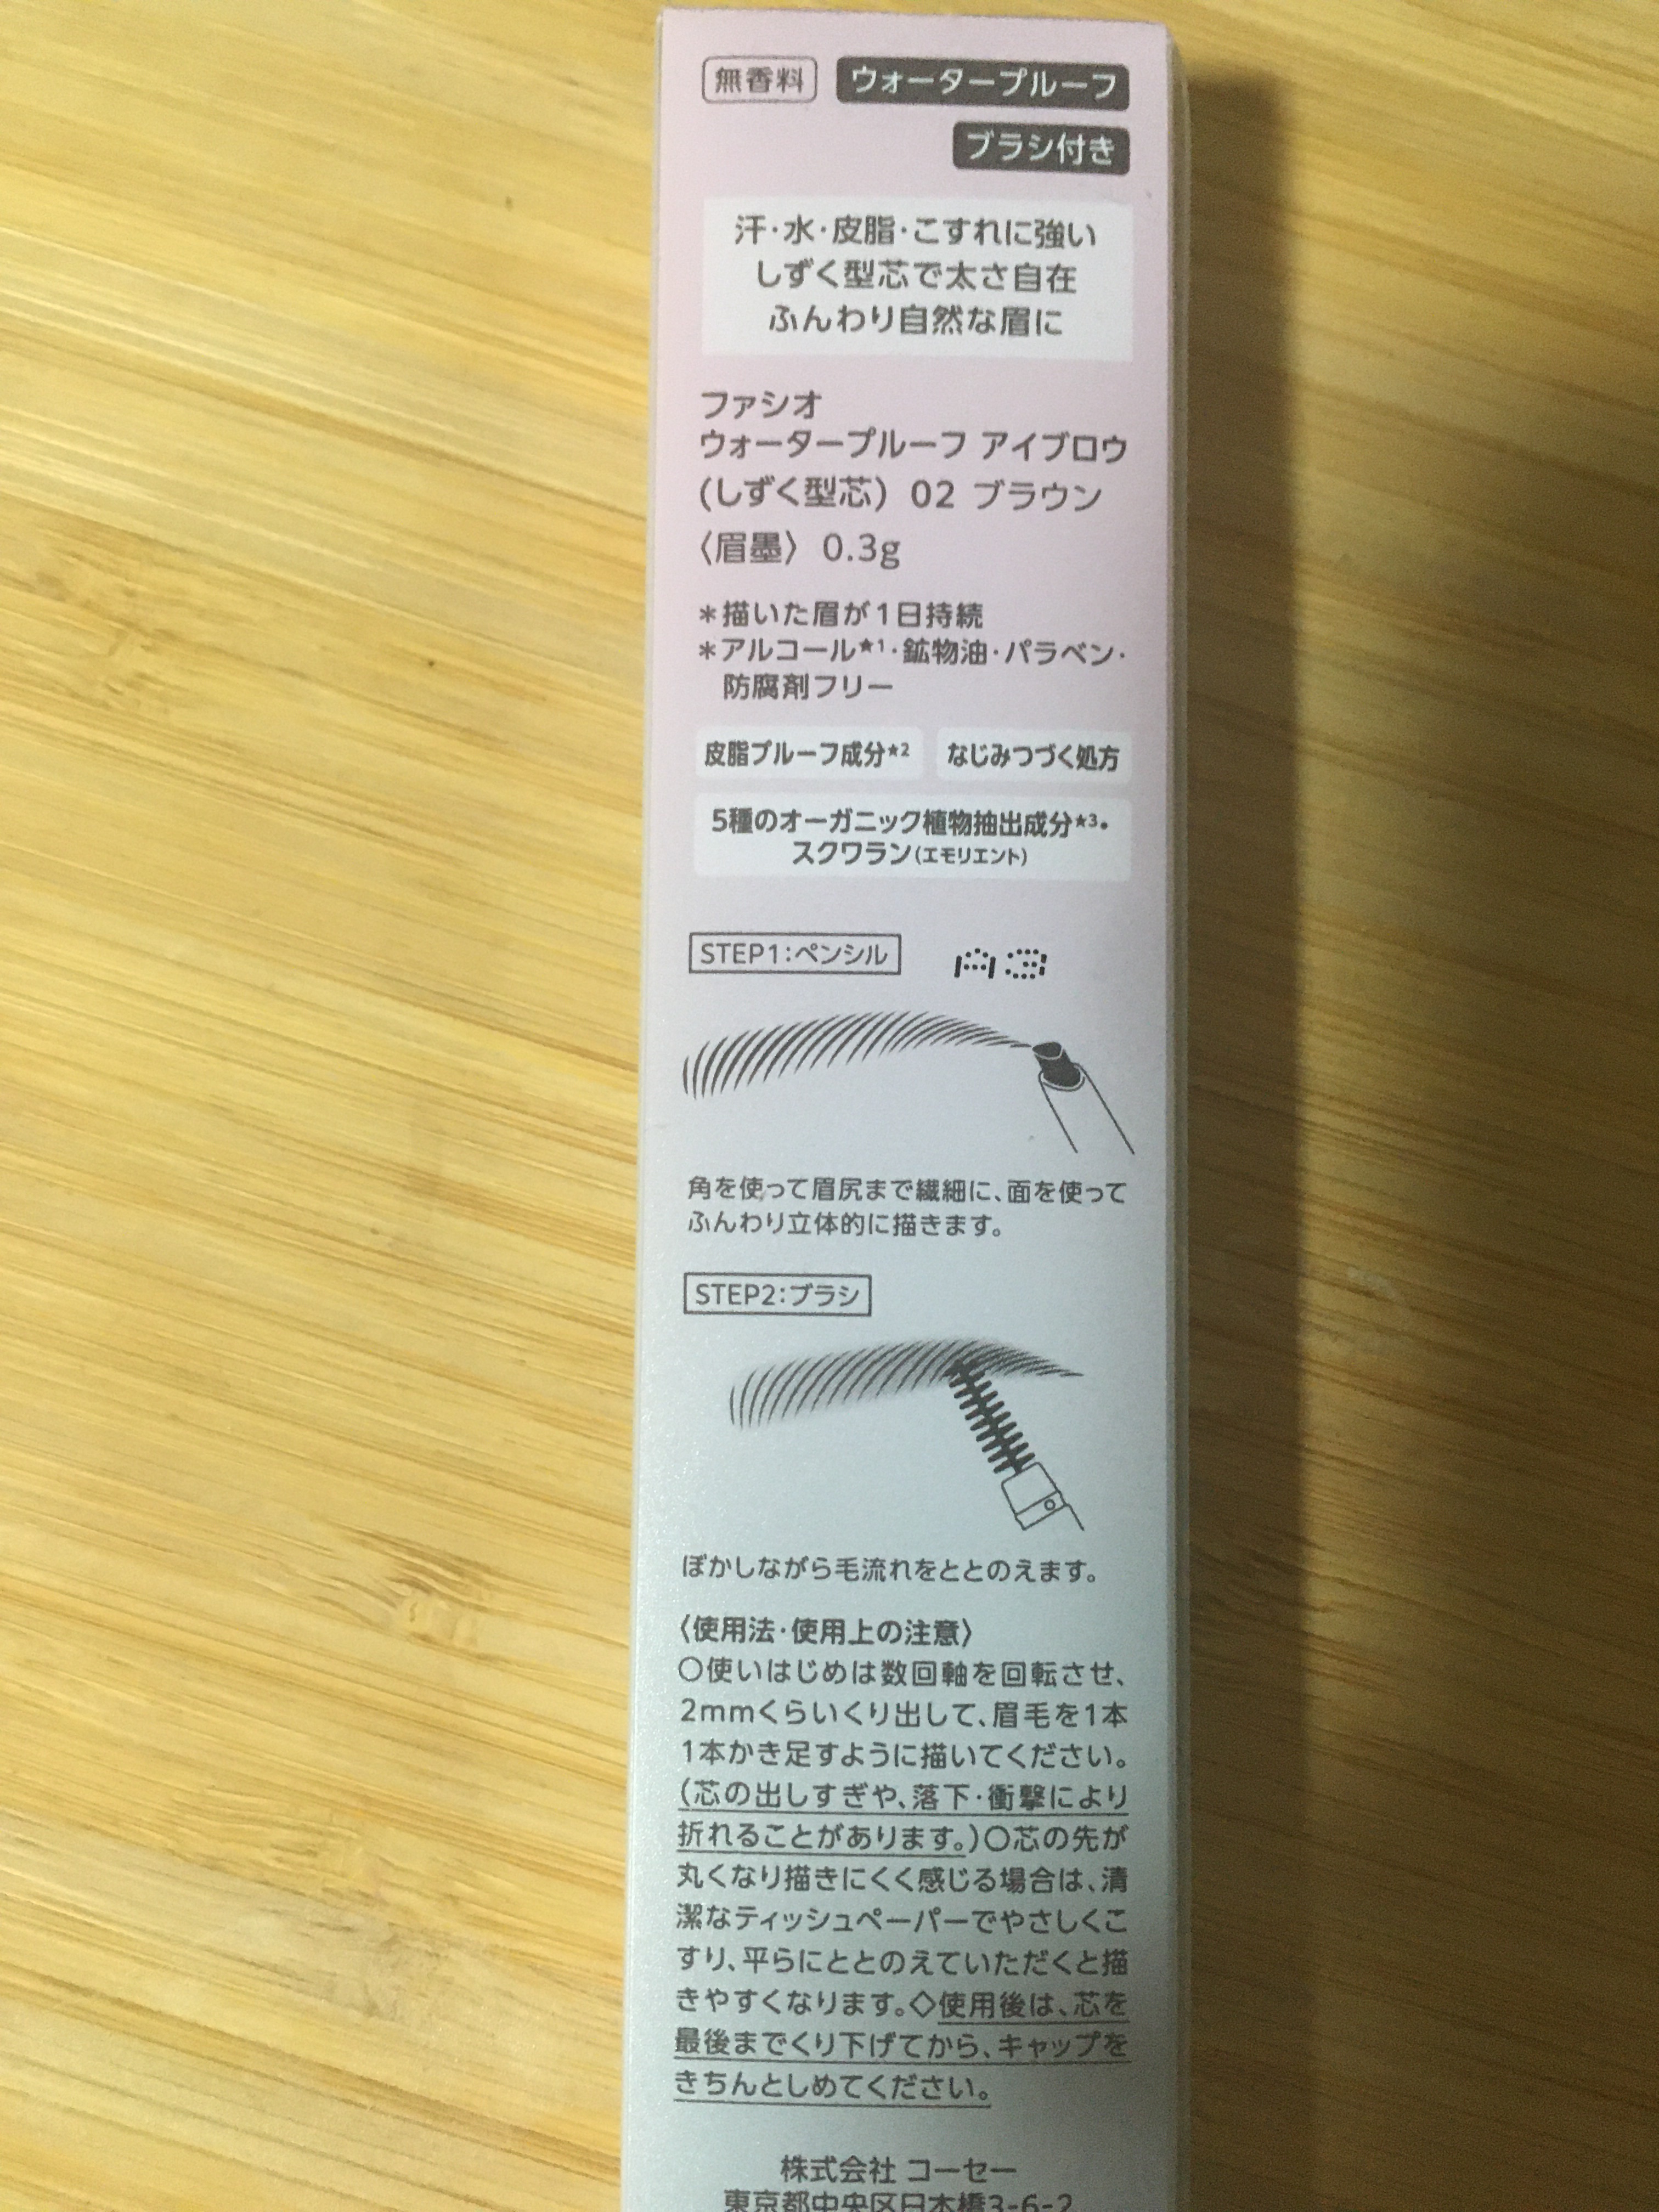 無香料 ウォータープルーフ
ブラシ付き
汗・水・皮脂・こすれに強い
しずく型芯で太さ自在
ふんわり自然な眉に
ファシオ
ウォータープルーフ アイブロウ
(しずく型芯) 02 ブラウン
〈眉墨〉 0.3g
＊描いた眉が1日持続
＊アルコール★1・鉱物油・パラベン・
防腐剤フリー
皮脂プルーフ成分★2 なじみつづく処方
5種のオーガニック植物抽出成分★3・
スクワラン(エモリエント)
STEP1:ペンシル A3
角を使って眉尻まで繊細に、面を使って
ふんわり立体的に描きます。
STEP2:ブラシ
ぼかしながら毛流れをととのえます。
〈使用法・使用上の注意〉
○使いはじめは数回軸を回転させ、
2mmくらいくり出して、眉毛を1本
1本かき足すように描いてください。
(芯の出しすぎや、落下・衝撃により
折れることがあります。)○芯の先が
丸くなり描きにくく感じる場合は、清
潔なティッシュペーパーでやさしくこ
すり、平らにととのえていただくと描
きやすくなります。◇使用後は、芯を
最後までくり下げてから、キャップを
きちんとしめてください。
株式会社 コーセー
東京都中央区日本橋3-6-2